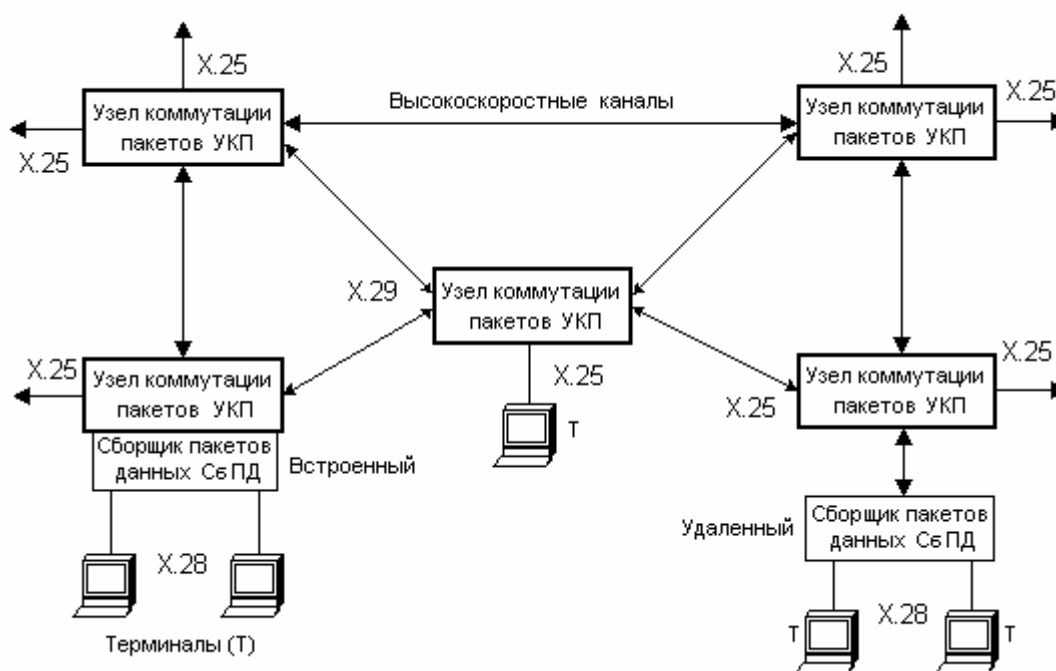 X.25
X.25
Узел коммутации
пакетов УКП
Высокоскоростные каналы
Узел коммутации
пакетов УКП
X.25
X.25
X.29
Узел коммутации
пакетов УКП
X.25
Узел коммутации
пакетов УКП
X.25
T
X.25
Узел коммутации
пакетов УКП
X.25
Сборщик пакетов
данных СбПД
Встроенный
Удаленный
Сборщик пакетов
данных СбПД
X.28
Терминалы (Т)
T
X.28
T